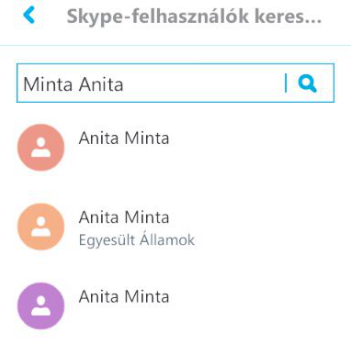 Skype-felhasználók keres...
Minta Anita
Anita Minta
Anita Minta
Egyesült Államok
Anita Minta